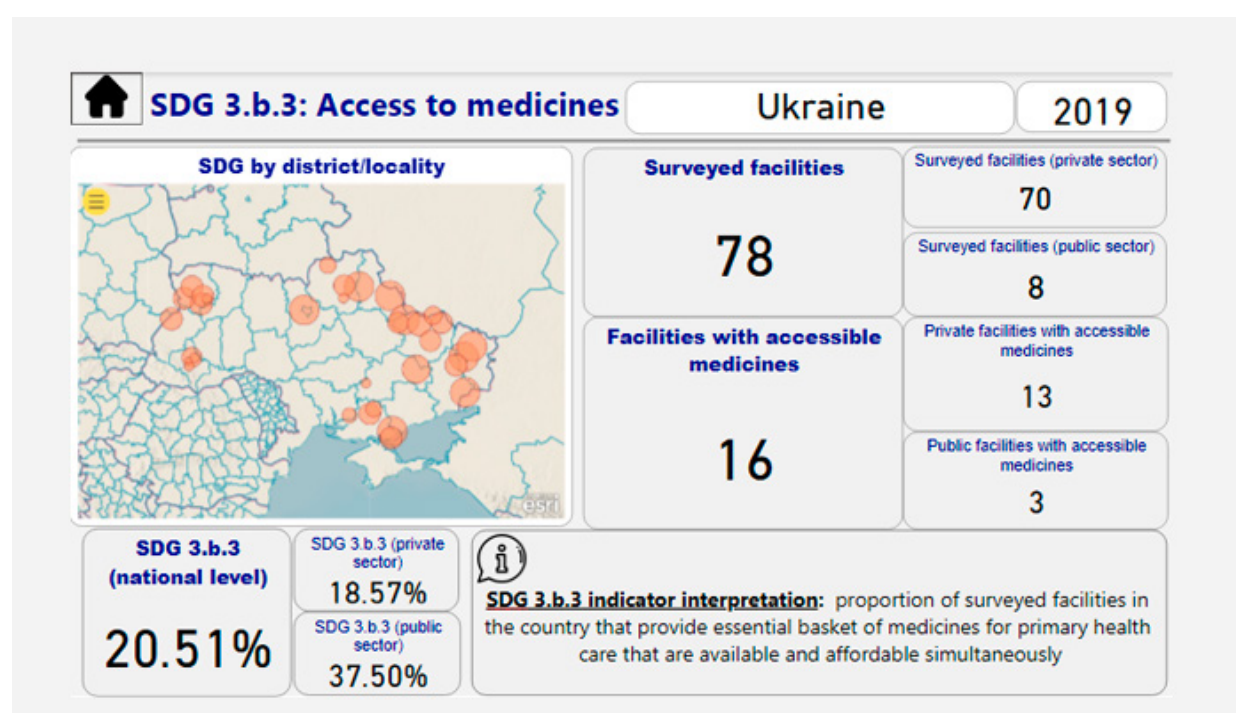 SDG 3.b.3: Access to medicines
Ukraine
2019
SDG by district/locality
esri
Surveyed facilities
78
Surveyed facilities (private sector)
70
Surveyed facilities (public sector)
8
Facilities with accessible
medicines
16
Private facilities with accessible
medicines
13
Public facilities with accessible
medicines
3
SDG 3.b.3
(national level)
20.51%
SDG 3.b.3 (private
sector)
18.57%
SDG 3.b.3 (public
sector)
37.50%
SDG 3.b.3 indicator interpretation: proportion of surveyed facilities in
the country that provide essential basket of medicines for primary health
care that are available and affordable simultaneously